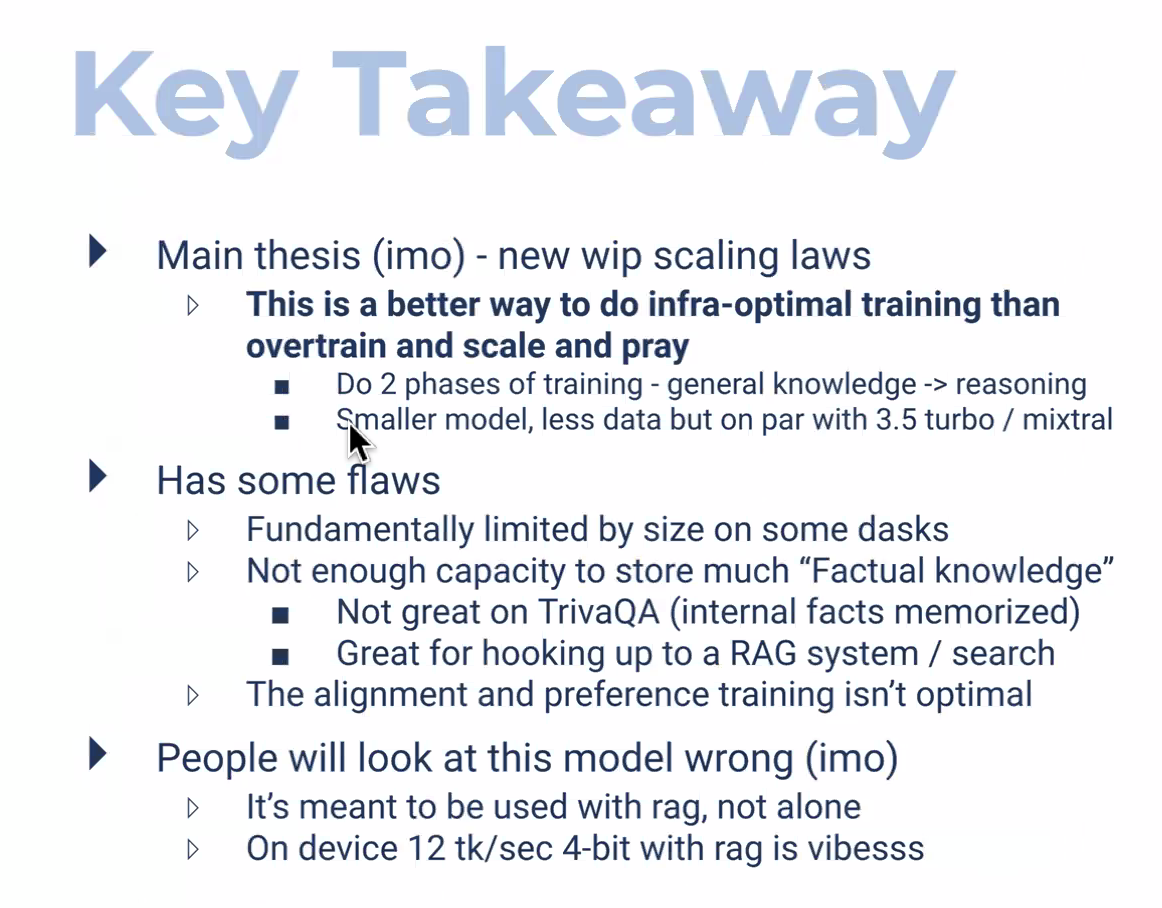 Key Takeaway
Main thesis (imo) - new wip scaling laws
This is a better way to do infra-optimal training than
overtrain and scale and pray
Do 2 phases of training - general knowledge -> reasoning
Smaller model, less data but on par with 3.5 turbo / mixtral
Has some flaws
Fundamentally limited by size on some dasks
Not enough capacity to store much “Factual knowledge”
Not great on TrivaQA (internal facts memorized)
Great for hooking up to a RAG system / search
The alignment and preference training isn’t optimal
People will look at this model wrong (imo)
It’s meant to be used with rag, not alone
On device 12 tk/sec 4-bit with rag is vibesss